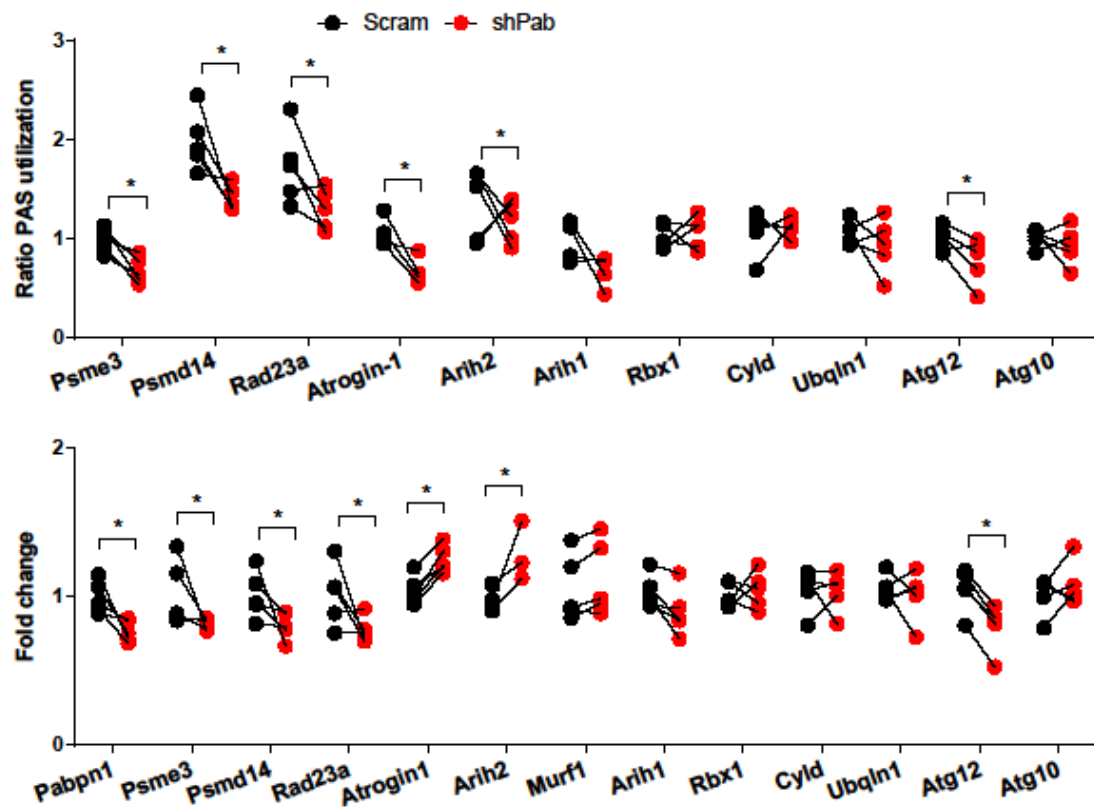 Scram shPab
Ratio PAS utilization
3
2
1
0
* * * * * *
Psme3 Psmd14 Rad23a Atrogin-1 Arih2 Arih1 Rbx1 Cyld Ubqln1 Atg12 Atg10
Fold change
2
1
0
* * * * * * *
Pabpn1 Psme3 Psmd14 Rad23a Atrogin1 Arih2 Murf1 Arih1 Rbx1 Cyld Ubqln1 Atg12 Atg10